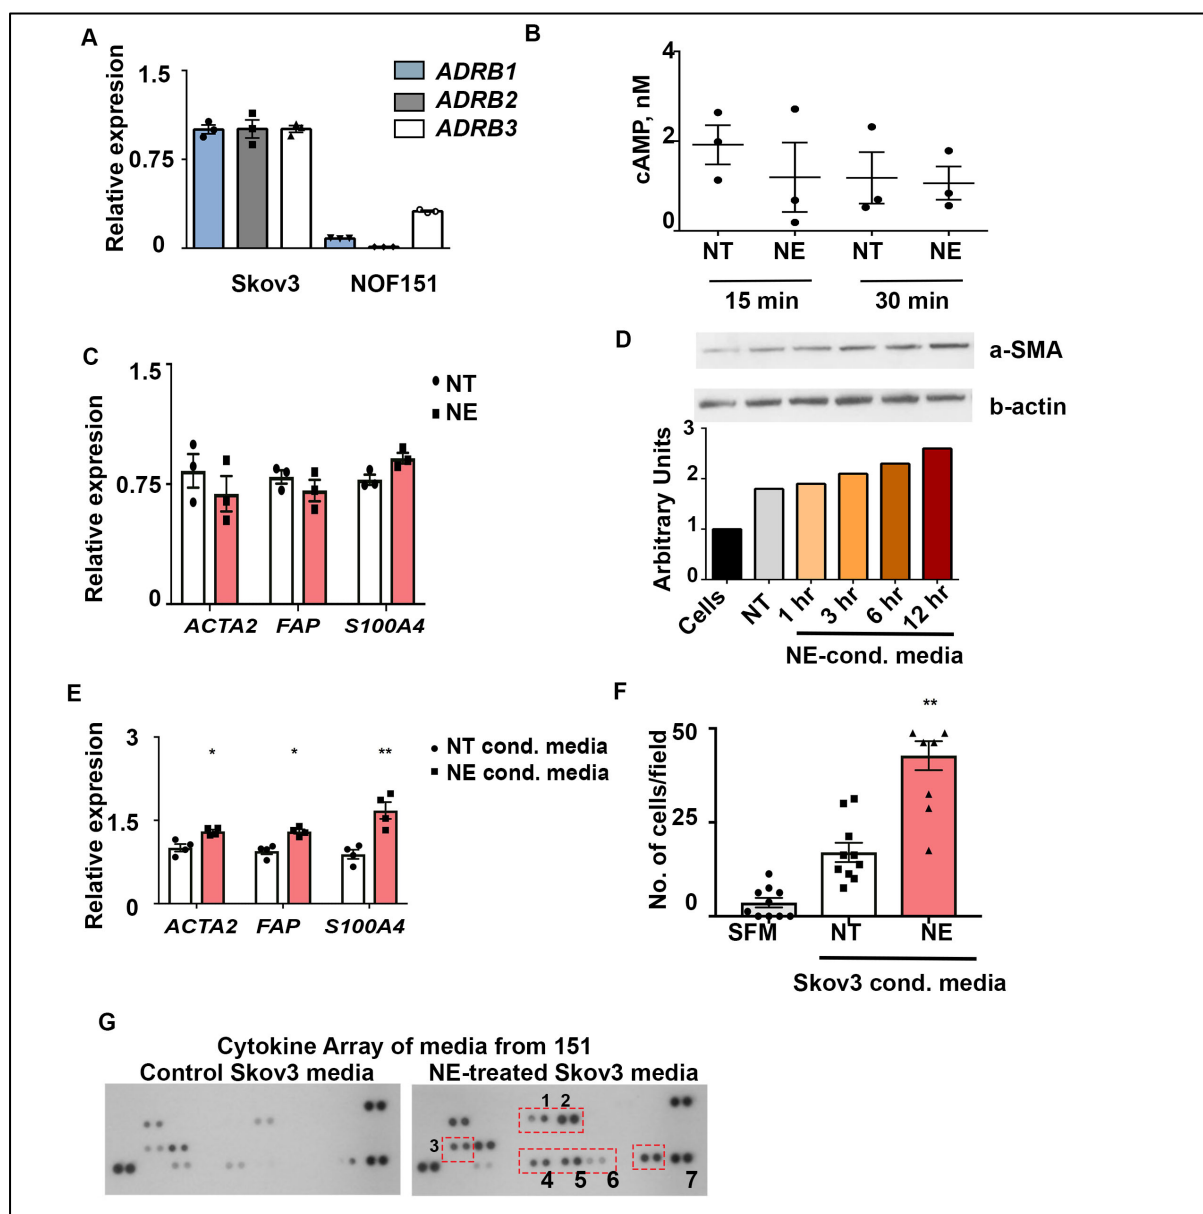 A
Relative expresion
1.5
0.75
0
ADRB1
ADRB2
ADRB3
Skov3 NOF151
B
cAMP, nM
4
2
0
NT NE NT NE
15 min 30 min
C
Relative expresion
1.5
0.75
0
NT
NE
ACTA2 FAP S100A4
D
a-SMA
b-actin
Arbitrary Units
3
2
1
0
Cells NT 1 hr 3 hr 6 hr 12 hr
NE-cond. media
E
Relative expresion
3
1.5
0
* * **
NT cond. media
NE cond. media
ACTA2 FAP S100A4
F
No. of cells/field
50
25
0
**
SFM NT NE
Skov3 cond. media
G
Cytokine Array of media from 151
Control Skov3 media NE-treated Skov3 media
1 2
3
4 5 6 7